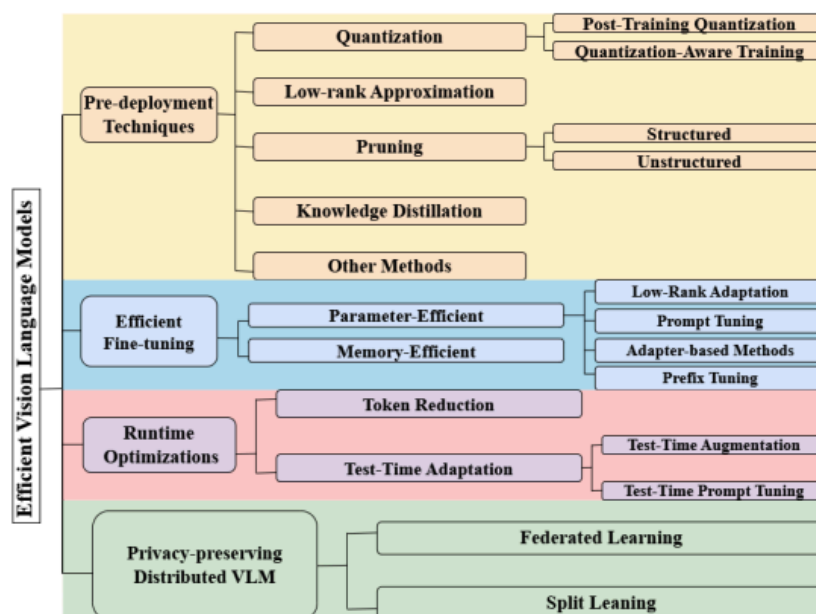 Efficient Vision Language Models
Pre-deployment
Techniques
Quantization
Post-Training Quantization
Quantization-Aware Training
Low-rank Approximation
Pruning
Structured
Unstructured
Knowledge Distillation
Other Methods
Efficient
Fine-tuning
Parameter-Efficient
Low-Rank Adaptation
Prompt Tuning
Adapter-based Methods
Prefix Tuning
Memory-Efficient
Runtime
Optimizations
Token Reduction
Test-Time Adaptation
Test-Time Augmentation
Test-Time Prompt Tuning
Privacy-preserving
Distributed VLM
Federated Learning
Split Leaning